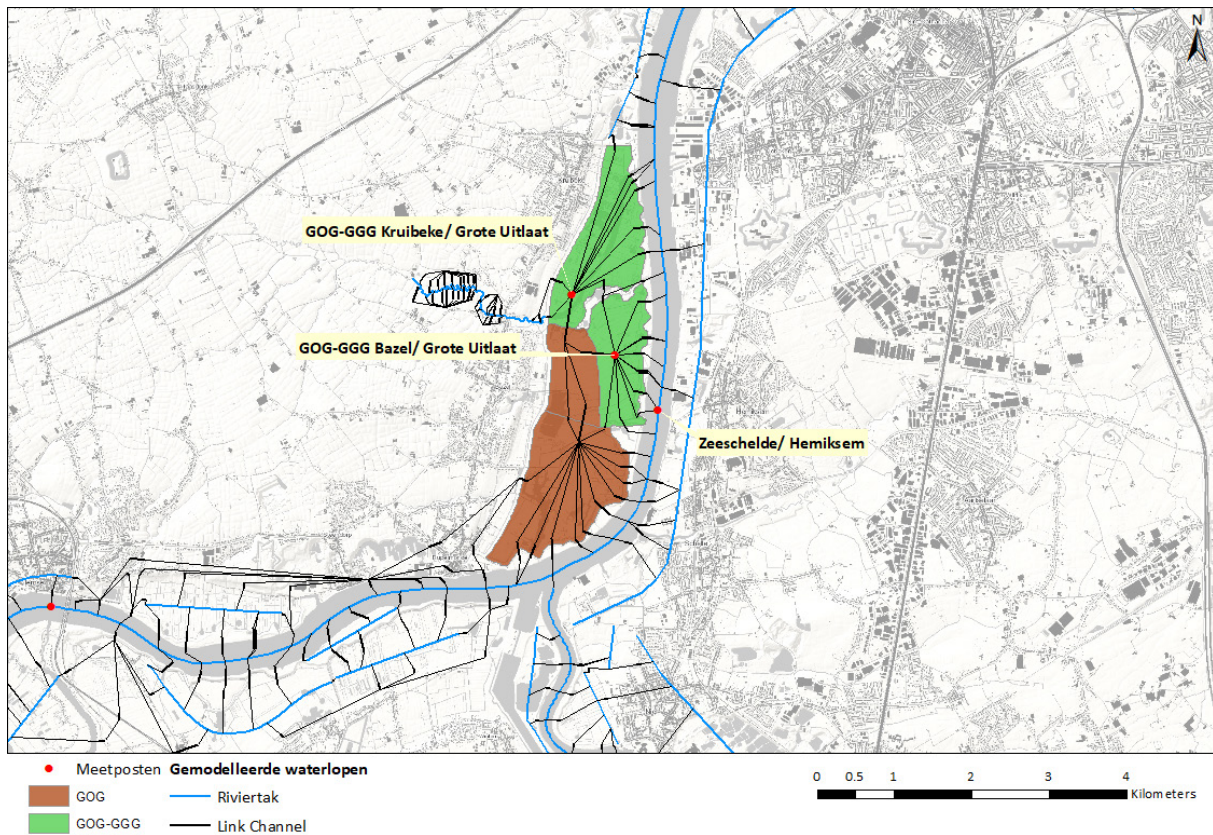 N
GOG-GGG Kruibeke/ Grote Uitlaat
GOG-GGG Bazel/ Grote Uitlaat
Zeeschelde/ Hemiksem
Meetposten
Gemodelleerde waterlopen
GOG
Riviertak
GOG-GGG
Link Channel
0 0.5 1 2 3 4
Kilometers